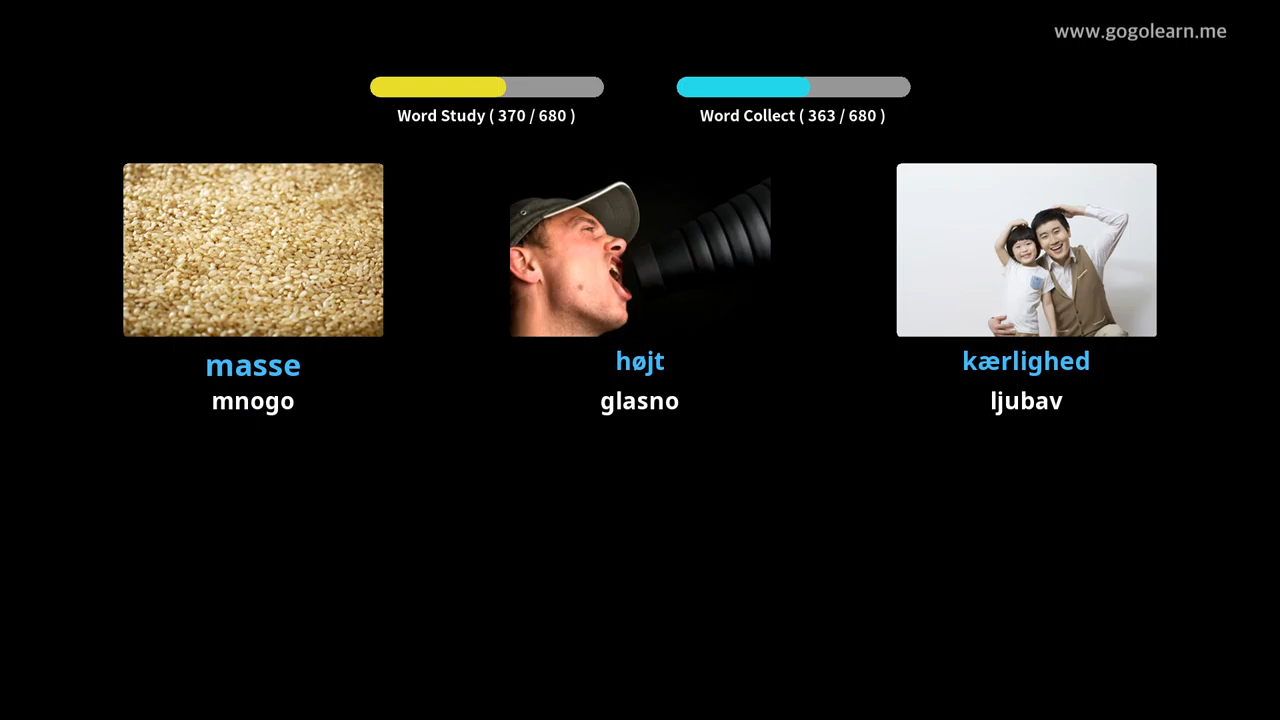 www.gogolearn.me
Word Study ( 370 / 680 )
Word Collect ( 363 / 680 )
masse
mnogo
højt
glasno
kærlighed
ljubav